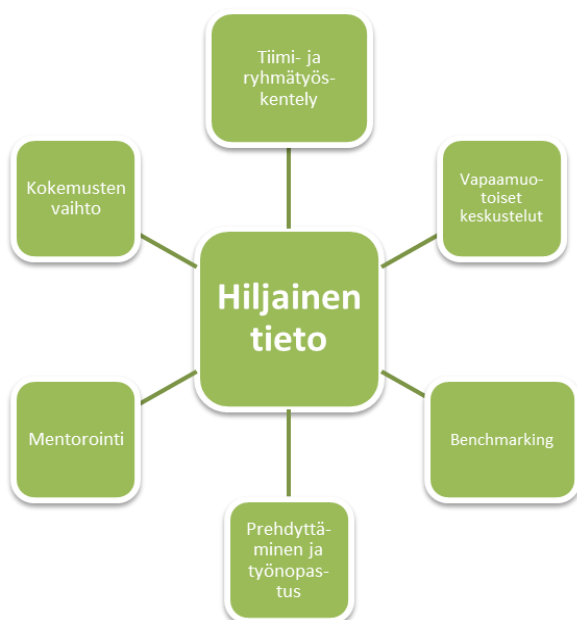 Tiimi- ja
ryhmätyös-
kentely
Kokemusten
vaihto
Vapaamuo-
toiset
keskustelut
Hiljainen
tieto
Mentorointi
Benchmarking
Prehdyttä-
minen ja
työnopas-
tus